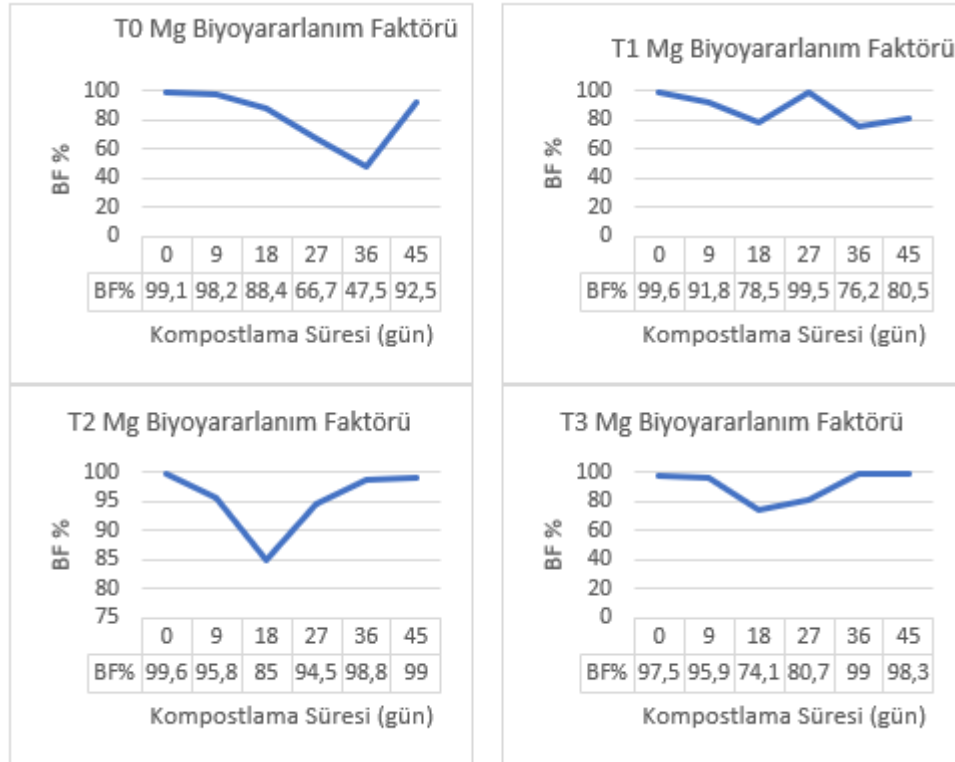 T0 Mg Biyoyararlanım Faktörü
BF %
100
80
60
40
20
0
0 9 18 27 36 45
BF% 99,1 98,2 88,4 66,7 47,5 92,5
Kompostlama Süresi (gün)
T1 Mg Biyoyararlanım Faktörü
BF %
100
80
60
40
20
0
0 9 18 27 36 45
BF% 99,6 91,8 78,5 99,5 76,2 80,5
Kompostlama Süresi (gün)
T2 Mg Biyoyararlanım Faktörü
BF %
100
95
90
85
80
75
0 9 18 27 36 45
BF% 99,6 95,8 85 94,5 98,8 99
Kompostlama Süresi (gün)
T3 Mg Biyoyararlanım Faktörü
BF %
100
80
60
40
20
0
0 9 18 27 36 45
BF% 97,5 95,9 74,1 80,7 99 98,3
Kompostlama Süresi (gün)